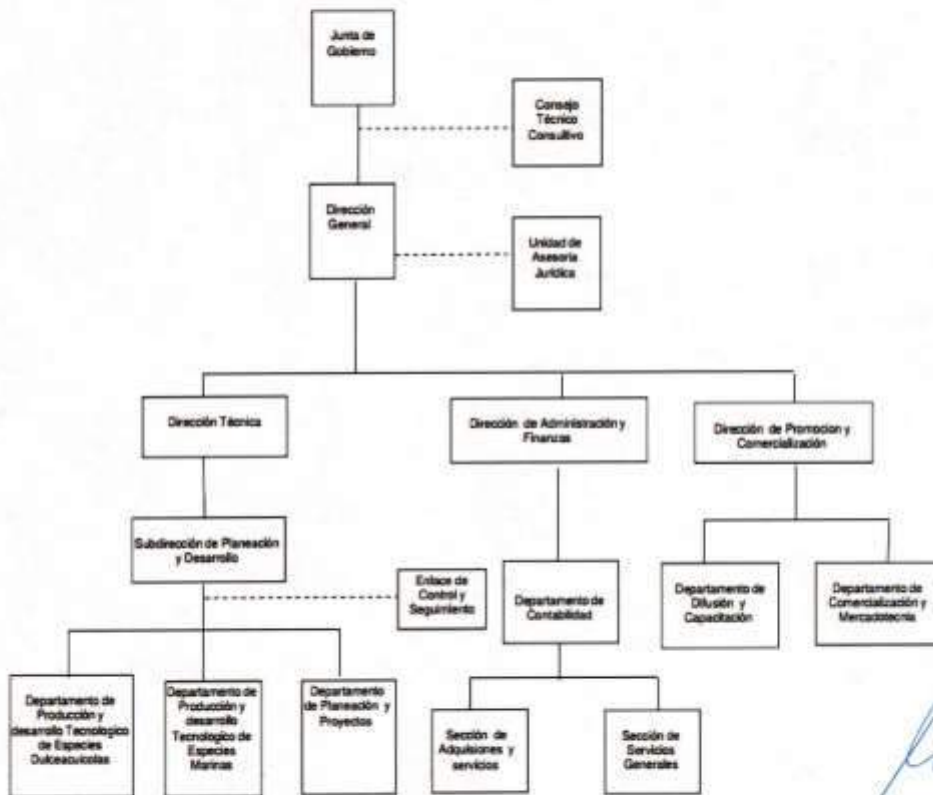 Junta de
Gobierno
Consejo
Técnico
Consultivo
Dirección
General
Unidad de
Asesoría
Jurídica
Dirección Técnica
Dirección de Administración y
Finanzas
Dirección de Promocion y
Comercialización
Subdirección de Planeación
y Desarrollo
Enlace de
Control y
Seguimiento
Departamento de
Contabilidad
Departamento de
Difusión y
Capacitación
Departamento de
Comercialización y
Mercadotecnia
Departamento de
Producción y
desarrollo Tecnologico
de Especies
Dulceacuicolas
Departamento de
Producción y
desarrollo
Tecnologico de
Especies
Marinas
Departamento
de Planeación y
Proyectos
Sección de
Adquisiones y
servicios
Sección de
Servicios
Generales